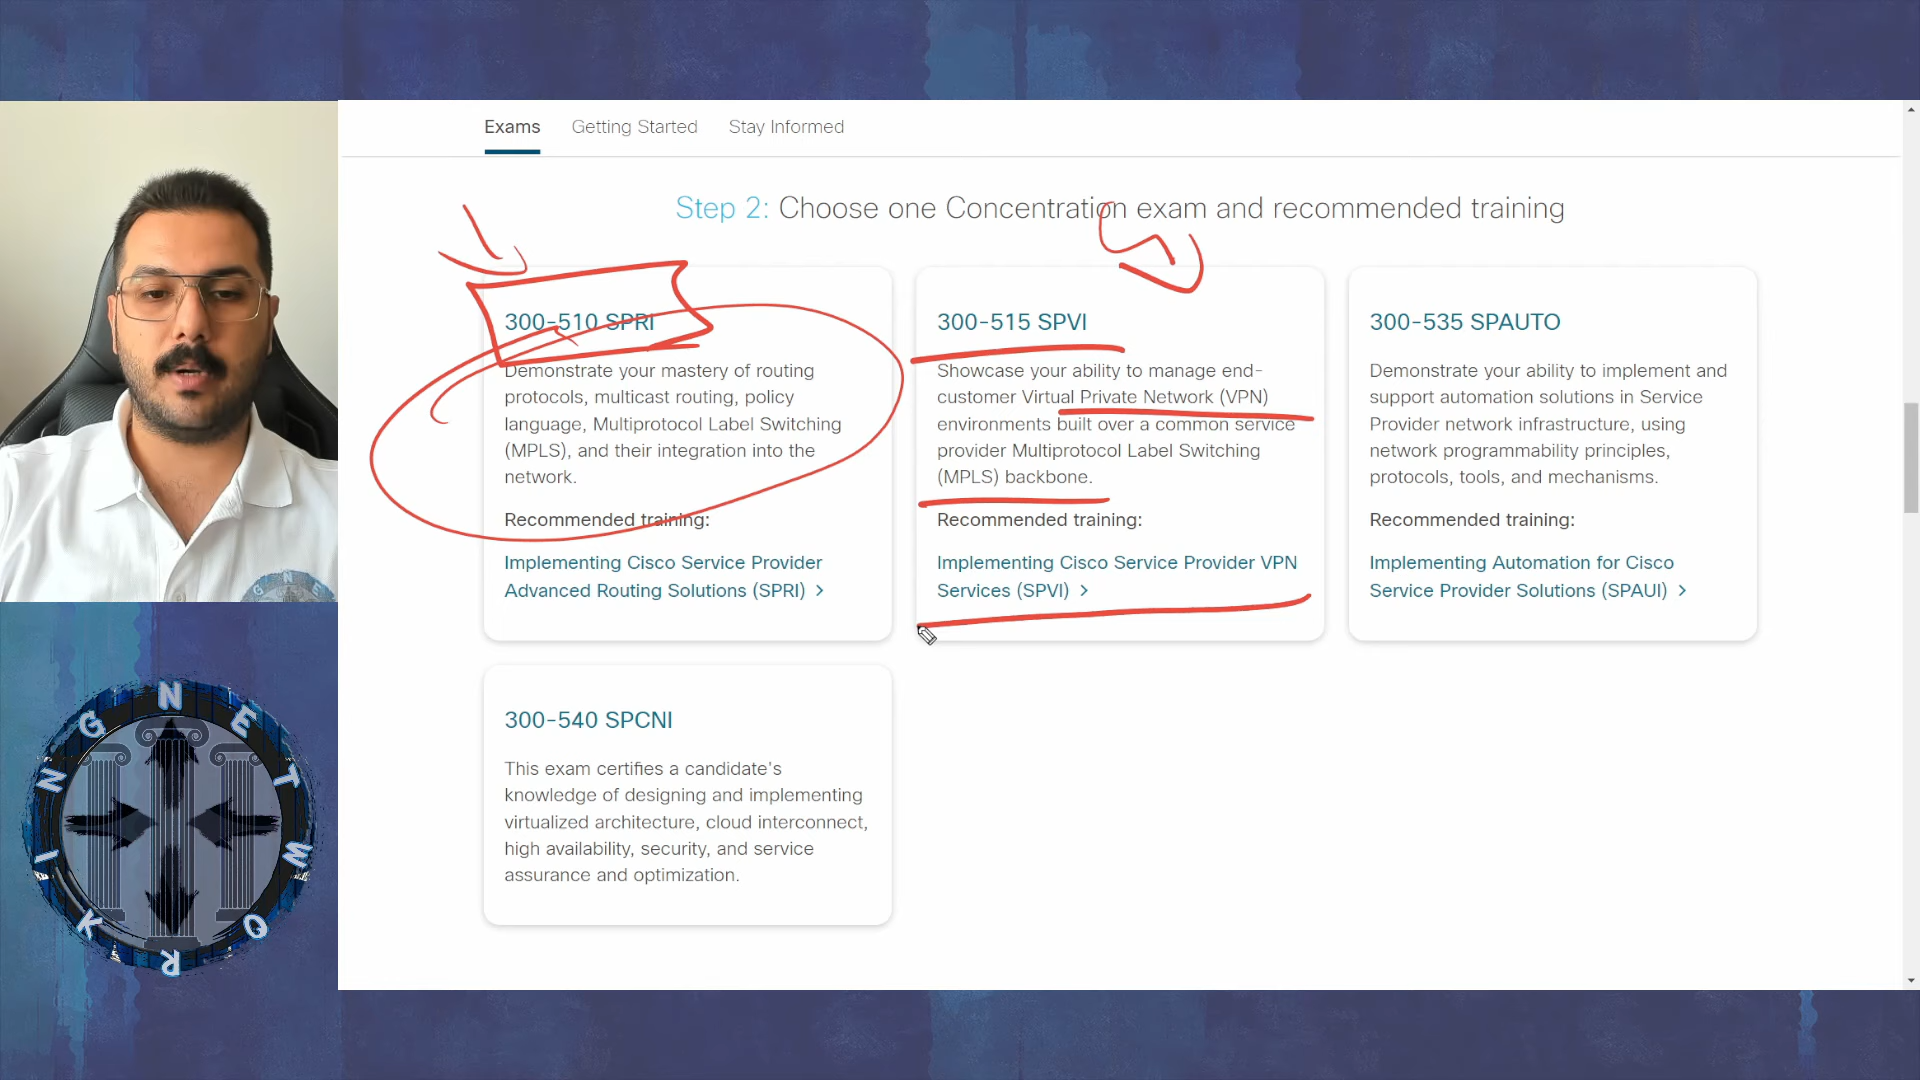 Exams Getting Started Stay Informed
Step 2: Choose one Concentration exam and recommended training
300-510 SPRI
Demonstrate your mastery of routing
protocols, multicast routing, policy
language, Multiprotocol Label Switching
(MPLS), and their integration into the
network.
Recommended training:
Implementing Cisco Service Provider
Advanced Routing Solutions (SPRI) >
300-515 SPVI
Showcase your ability to manage end-
customer Virtual Private Network (VPN)
environments built over a common service
provider Multiprotocol Label Switching
(MPLS) backbone.
Recommended training:
Implementing Cisco Service Provider VPN
Services (SPVI) >
300-535 SPAUTO
Demonstrate your ability to implement and
support automation solutions in Service
Provider network infrastructure, using
network programmability principles,
protocols, tools, and mechanisms.
Recommended training:
Implementing Automation for Cisco
Service Provider Solutions (SPAUI) >
300-540 SPCNI
This exam certifies a candidate's
knowledge of designing and implementing
virtualized architecture, cloud interconnect,
high availability, security, and service
assurance and optimization.
NETWORKING
GNE